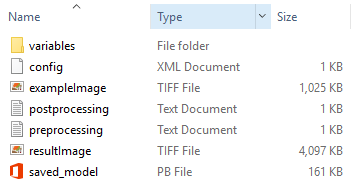 Name Type Size
variables File folder
config XML Document 1 KB
exampleImage TIFF File 1,025 KB
postprocessing Text Document 1 KB
preprocessing Text Document 1 KB
resultImage TIFF File 4,097 KB
saved_model PB File 161 KB